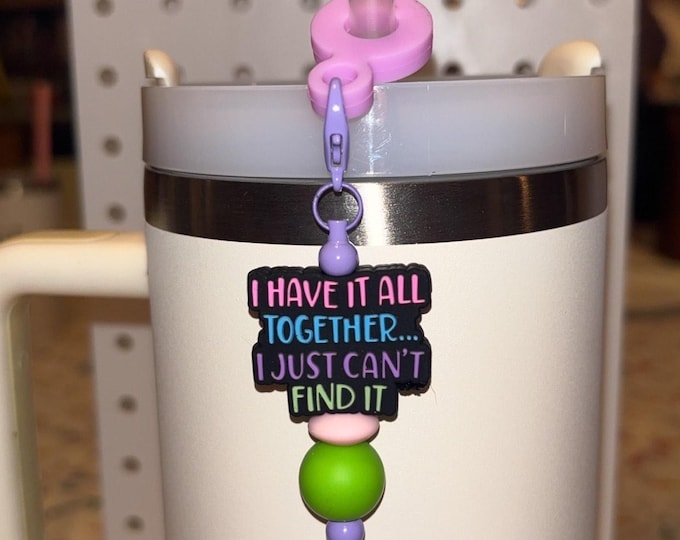 I HAVE IT ALL
TOGETHER...
I JUST CAN'T
FIND IT